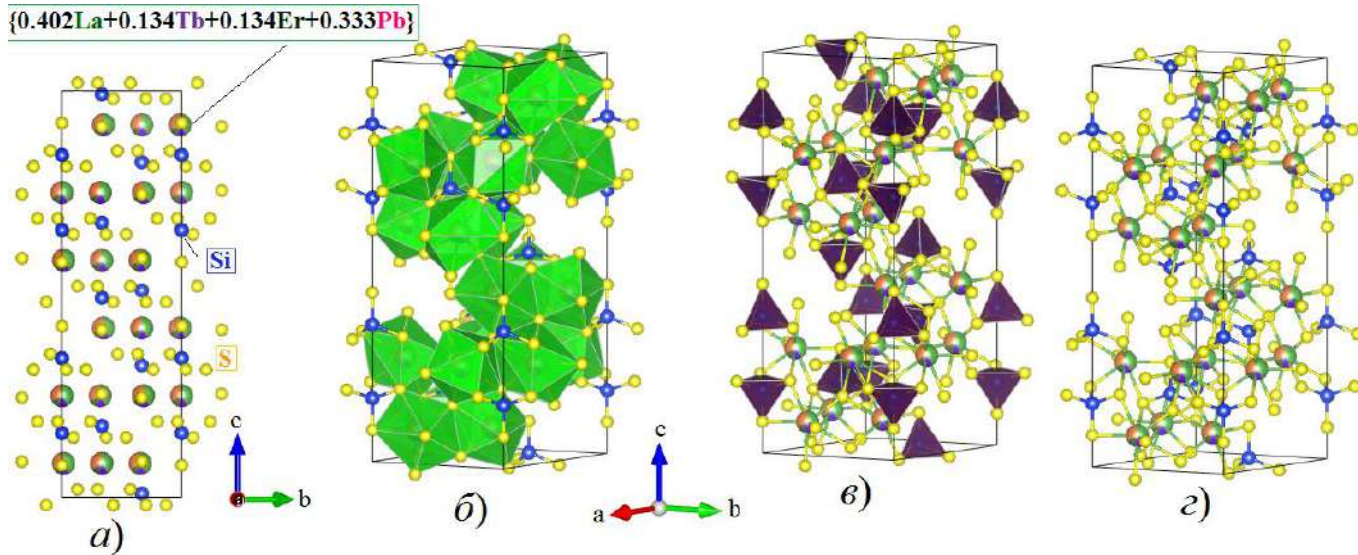 {0.402La+0.134Tb+0.134Er+0.333Pb}
Si
S
c
a b
а)
б)
c
a b
в)
г)